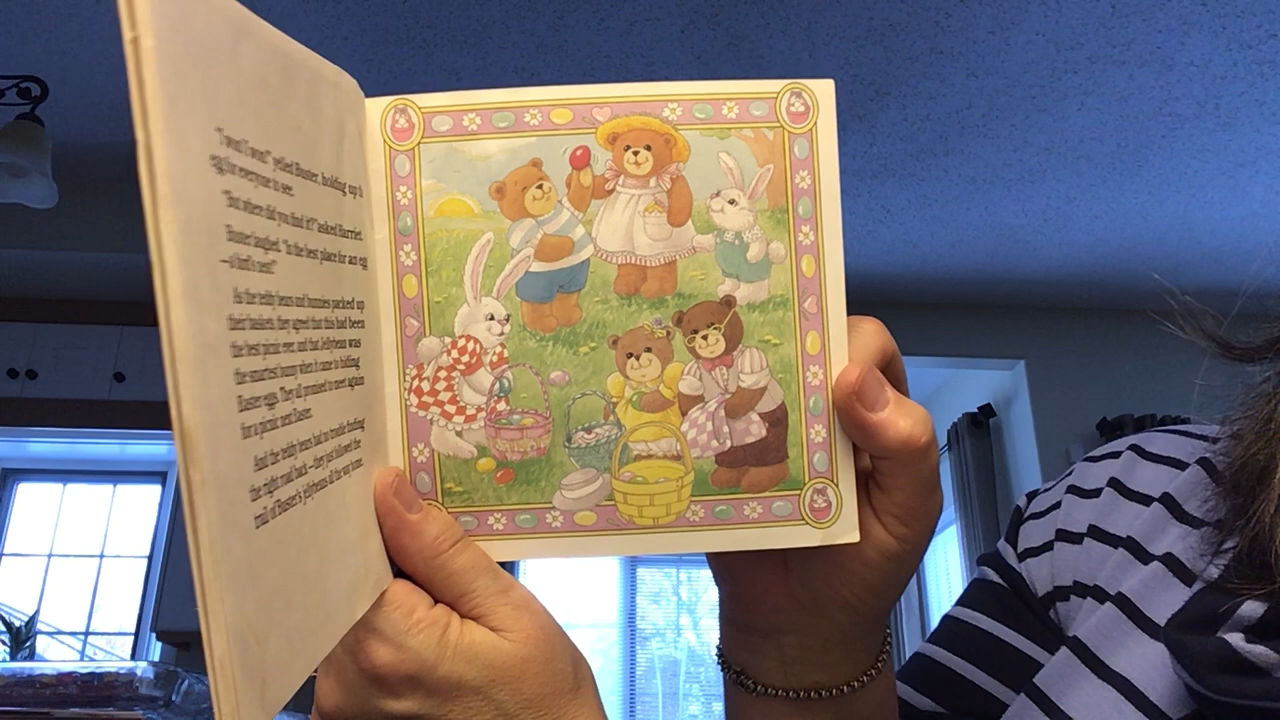 "I won! I won!" yelled Buster, holding up th
egg for everyone to see.
"But where did you find it?" asked Harriet.
Buster laughed. "In the best place for an egg
—a bird's nest!"
As the teddy bears and bunnies packed up
their baskets, they agreed that this had been
the best picnic ever, and that Jellybean was
the smartest bunny when it came to hiding
Easter eggs. They all promised to meet again
for a picnic next Easter.
And the teddy bears had no trouble finding
the right road back—they just followed the
trail of Buster's jellybeans all the way home.